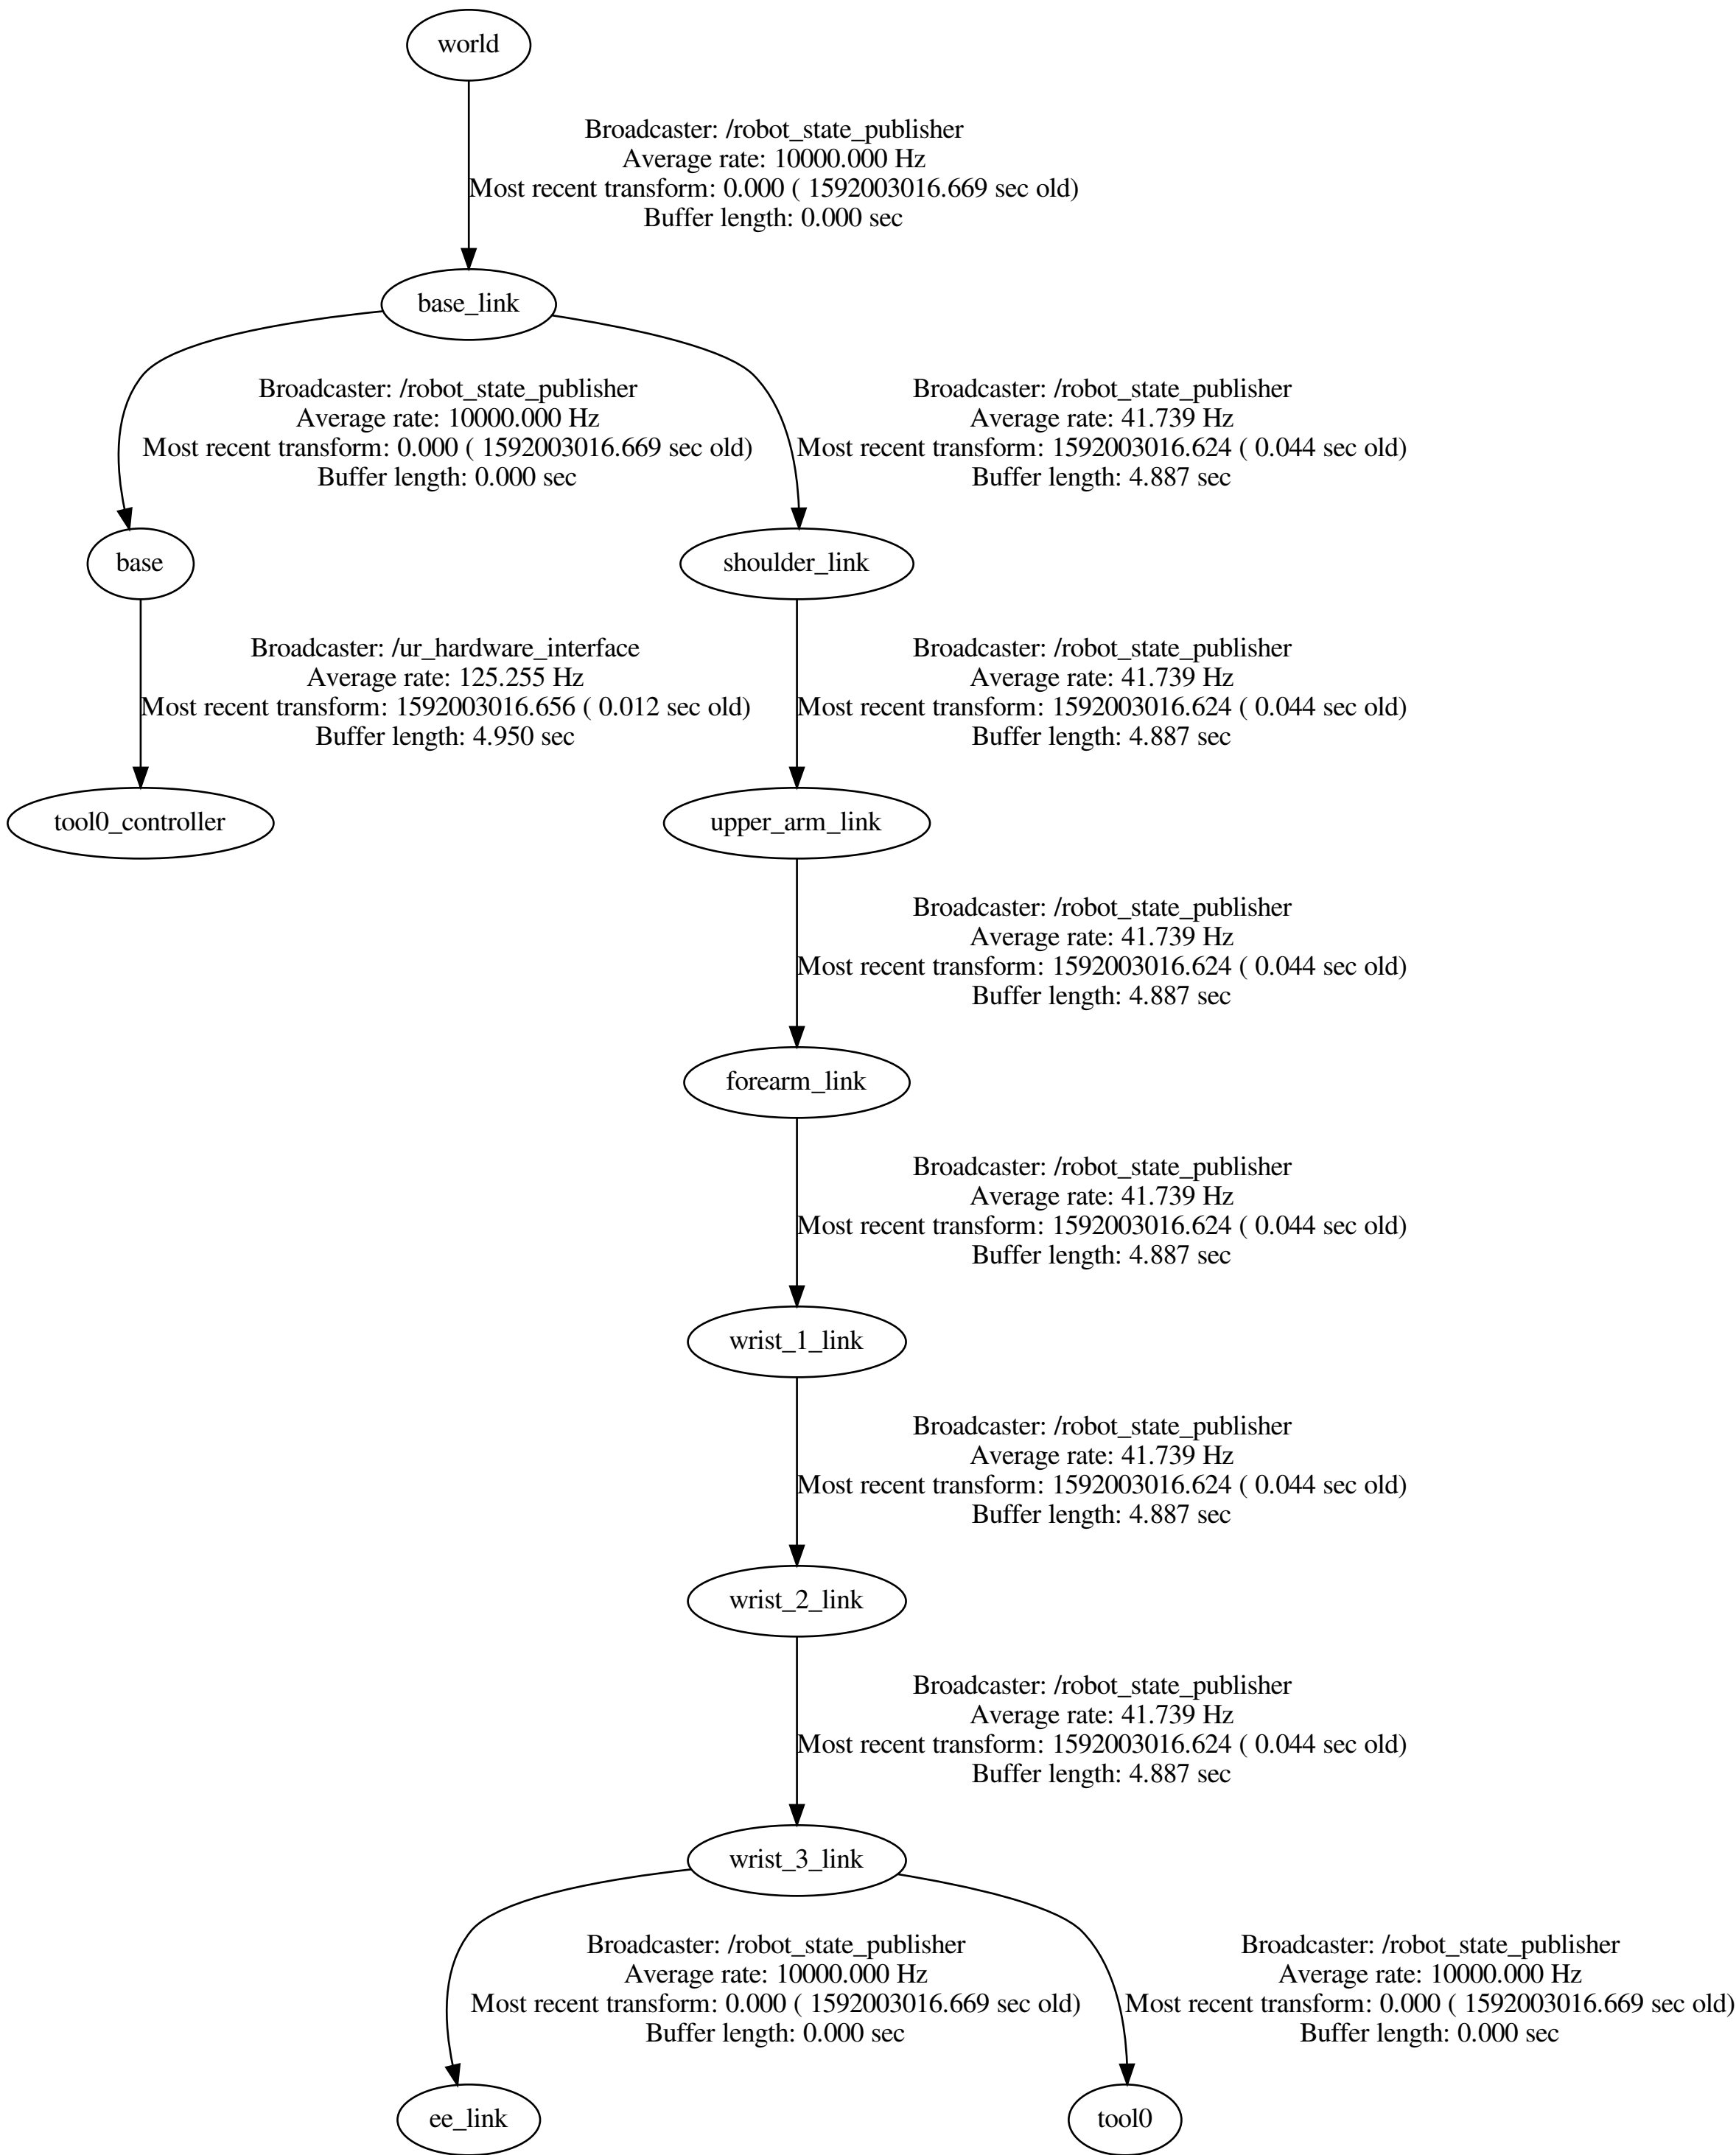 world
Broadcaster: /robot_state_publisher
Average rate: 10000.000 Hz
Most recent transform: 0.000 ( 1592003016.669 sec old)
Buffer length: 0.000 sec
base_link
Broadcaster: /robot_state_publisher
Average rate: 10000.000 Hz
Most recent transform: 0.000 ( 1592003016.669 sec old)
Buffer length: 0.000 sec
Broadcaster: /robot_state_publisher
Average rate: 41.739 Hz
Most recent transform: 1592003016.624 ( 0.044 sec old)
Buffer length: 4.887 sec
base
shoulder_link
Broadcaster: /ur_hardware_interface
Average rate: 125.255 Hz
Most recent transform: 1592003016.656 ( 0.012 sec old)
Buffer length: 4.950 sec
Broadcaster: /robot_state_publisher
Average rate: 41.739 Hz
Most recent transform: 1592003016.624 ( 0.044 sec old)
Buffer length: 4.887 sec
tool0_controller
upper_arm_link
Broadcaster: /robot_state_publisher
Average rate: 41.739 Hz
Most recent transform: 1592003016.624 ( 0.044 sec old)
Buffer length: 4.887 sec
forearm_link
Broadcaster: /robot_state_publisher
Average rate: 41.739 Hz
Most recent transform: 1592003016.624 ( 0.044 sec old)
Buffer length: 4.887 sec
wrist_1_link
Broadcaster: /robot_state_publisher
Average rate: 41.739 Hz
Most recent transform: 1592003016.624 ( 0.044 sec old)
Buffer length: 4.887 sec
wrist_2_link
Broadcaster: /robot_state_publisher
Average rate: 41.739 Hz
Most recent transform: 1592003016.624 ( 0.044 sec old)
Buffer length: 4.887 sec
wrist_3_link
Broadcaster: /robot_state_publisher
Average rate: 10000.000 Hz
Most recent transform: 0.000 ( 1592003016.669 sec old)
Buffer length: 0.000 sec
Broadcaster: /robot_state_publisher
Average rate: 10000.000 Hz
Most recent transform: 0.000 ( 1592003016.669 sec old)
Buffer length: 0.000 sec
ee_link
tool0